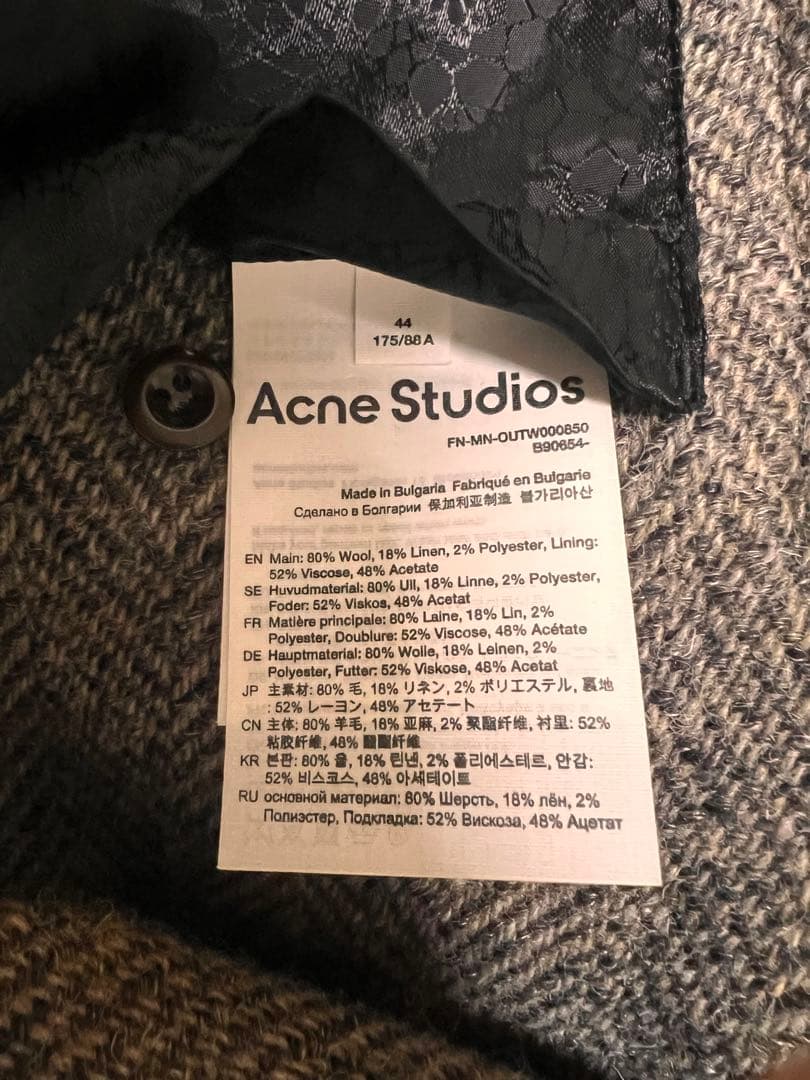 44
175/88A
Acne Studios
FN-MN-OUTW000850
B90654-
Made in Bulgaria Fabriqué en Bulgarie
Сделано в Болгарии 保加利亚制造 불가리아산
EN Main: 80% Wool, 18% Linen, 2% Polyester, Lining:
52% Viscose, 48% Acetate
SE Huvudmaterial: 80% Ull, 18% Linne, 2% Polyester,
Foder: 52% Viskos, 48% Acetat
FR Matière principale: 80% Laine, 18% Lin, 2%
Polyester, Doublure: 52% Viscose, 48% Acétate
DE Hauptmaterial: 80% Wolle, 18% Leinen, 2%
Polyester, Futter: 52% Viskose, 48% Acetat
JP 主素材: 80% 毛, 18% リネン, 2% ポリエステル, 裏地
: 52% レーヨン, 48% アセテート
CN 主体: 80% 羊毛, 18% 亚麻, 2% 聚酯纤维, 衬里: 52%
粘胶纤维, 48% 醋酯纤维
KR 본판: 80% 울, 18% 린넨, 2% 폴리에스테르, 안감:
52% 비스코스, 48% 아세테이트
RU основной материал: 80% Шерсть, 18% лён, 2%
Полиэстер, Подкладка: 52% Вискоза, 48% Ацетат